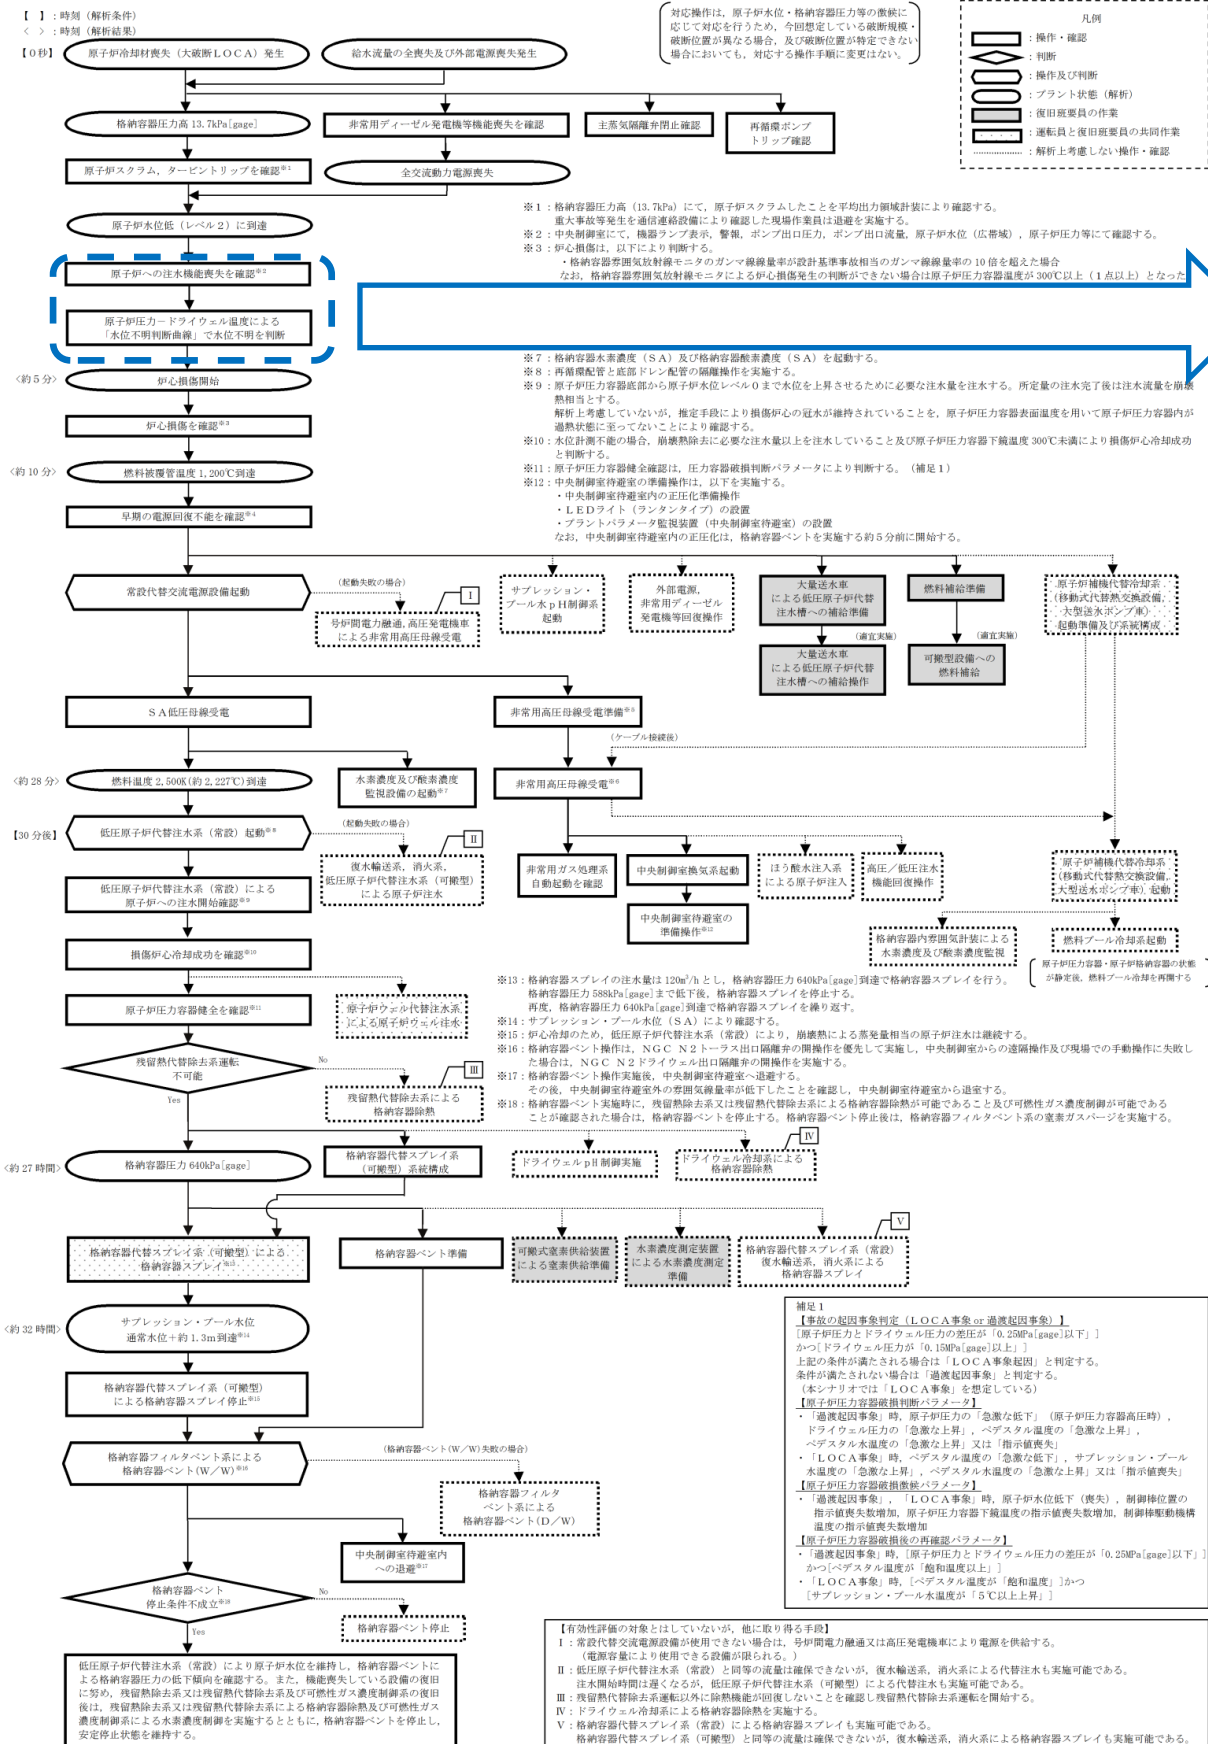 【 】：時刻（解析条件）
＜ ＞：時刻（解析結果）
【0秒】
原子炉冷却材喪失（大破断ＬＯＣＡ）発生
給水流量の全喪失及び外部電源喪失発生
対応操作は，原子炉水位・格納容器圧力等の徴候に
応じて対応を行うため，今回想定している破断規模・
破断位置が異なる場合，及び破断位置が特定できない
場合においても，対応する操作手順に変更はない。
凡例
：操作・確認
：判断
：操作及び判断
：プラント状態（解析）
：復旧班要員の作業
：運転員と復旧班要員の共同作業
：解析上考慮しない操作・確認
格納容器圧力高 13.7kPa[gage]
非常用ディーゼル発電機等機能喪失を確認
主蒸気隔離弁閉止確認
再循環ポンプ
トリップ確認
原子炉スクラム，タービントリップを確認※1
全交流動力電源喪失
原子炉水位低（レベル２）に到達
原子炉への注水機能喪失を確認※2
原子炉圧力－ドライウェル温度による
「水位不明判断曲線」で水位不明を判断
※１：格納容器圧力高（13.7kPa）にて，原子炉スクラムしたことを平均出力領域計装により確認する。
重大事故等発生を通信連絡設備により確認した現場作業員は退避を実施する。
※２：中央制御室にて，機器ランプ表示，警報，ポンプ出口圧力，ポンプ出口流量，原子炉水位（広帯域），原子炉圧力等にて確認する。
※３：炉心損傷は，以下により判断する。
・格納容器雰囲気放射線モニタのガンマ線線量率が設計基準事故相当のガンマ線線量率の 10 倍を超えた場合
なお，格納容器雰囲気放射線モニタによる炉心損傷発生の判断ができない場合は原子炉圧力容器温度が 300℃以上（１点以上）となった
※７：格納容器水素濃度（ＳＡ）及び格納容器酸素濃度（ＳＡ）を起動する。
※８：再循環配管と底部ドレン配管の隔離操作を実施する。
※９：原子炉圧力容器底部から原子炉水位レベル０まで水位を上昇させるために必要な注水量を注水する。所定量の注水完了後は注水流量を崩壊
熱相当とする。
解析上考慮していないが，推定手段により損傷炉心の冠水が維持されていることを，原子炉圧力容器表面温度を用いて原子炉圧力容器内が
過熱状態に至ってないことにより確認する。
※10：水位計測不能の場合，崩壊熱除去に必要な注水量以上を注水していること及び原子炉圧力容器下鏡温度 300℃未満により損傷炉心冷却成功
と判断する。
※11：原子炉圧力容器健全確認は，圧力容器破損判断パラメータにより判断する。（補足１）
※12：中央制御室待避室の準備操作は，以下を実施する。
・中央制御室待避室内の正圧化準備操作
・ＬＥＤライト（ランタンタイプ）の設置
・プラントパラメータ監視装置（中央制御室待避室）の設置
なお，中央制御室待避室内の正圧化は，格納容器ベントを実施する約５分前に開始する。
＜約５分＞
炉心損傷開始
炉心損傷を確認※3
＜約 10 分＞
燃料被覆管温度 1,200℃到達
早期の電源回復不能を確認※4
常設代替交流電源設備起動
（起動失敗の場合）
Ⅰ
号炉間電力融通，高圧発電機車
による非常用高圧母線受電
サプレッション・
プール水ｐＨ制御系
起動
外部電源，
非常用ディーゼル
発電機等回復操作
大量送水車
による低圧原子炉代替
注水槽への補給準備
燃料補給準備
原子炉補機代替冷却系
（移動式代替熱交換設備，
大型送水ポンプ車）
起動準備及び系統構成
（適宜実施）
（適宜実施）
大量送水車
による低圧原子炉代替
注水槽への補給操作
可搬型設備への
燃料補給
ＳＡ低圧母線受電
非常用高圧母線受電準備※5
（ケーブル接続後）
＜約 28 分＞
燃料温度 2,500K(約 2,227℃)到達
水素濃度及び酸素濃度
監視設備の起動※7
非常用高圧母線受電※6
【30 分後】
低圧原子炉代替注水系（常設）起動※8
（起動失敗の場合）
Ⅱ
復水輸送系，消火系，
低圧原子炉代替注水系（可搬型）
による原子炉注水
非常用ガス処理系
自動起動を確認
中央制御室換気系起動
ほう酸水注入系
による原子炉注入
高圧／低圧注水
機能回復操作
原子炉補機代替冷却系
（移動式代替熱交換設備，
大型送水ポンプ車）起動
低圧原子炉代替注水系（常設）による
原子炉への注水開始確認※9
中央制御室待避室の
準備操作※12
格納容器内雰囲気計装による
水素濃度及び酸素濃度監視
燃料プール冷却系起動
損傷炉心冷却成功を確認※10
原子炉圧力容器・原子炉格納容器の状態
が静定後，燃料プール冷却を再開する
原子炉圧力容器健全を確認※11
原子炉ウェル代替注水系
による原子炉ウェル注水
※13：格納容器スプレイの注水量は 120m³/h とし，格納容器圧力 640kPa[gage]到達で格納容器スプレイを行う。
格納容器圧力 588kPa[gage]まで低下後，格納容器スプレイを停止する。
再度，格納容器圧力 640kPa[gage]到達で格納容器スプレイを繰り返す。
※14：サプレッション・プール水位（ＳＡ）により確認する。
※15：炉心冷却のため，低圧原子炉代替注水系（常設）により，崩壊熱による蒸発量相当の原子炉注水は継続する。
※16：格納容器ベント操作は，ＮＧＣ Ｎ２トーラス出口隔離弁の開操作を優先して実施し，中央制御室からの遠隔操作及び現場での手動操作に失敗し
た場合は，ＮＧＣ Ｎ２ドライウェル出口隔離弁の開操作を実施する。
※17：格納容器ベント操作実施後，中央制御室待避室へ退避する。
その後，中央制御室待避室外の雰囲気線量率が低下したことを確認し，中央制御室待避室から退室する。
※18：格納容器ベント実施時に，残留熱除去系又は残留熱代替除去系による格納容器除熱が可能であること及び可燃性ガス濃度制御が可能である
ことが確認された場合は，格納容器ベントを停止する。格納容器ベント停止後は，格納容器フィルタベント系の窒素ガスパージを実施する。
残留熱代替除去系運転
不可能
No
Yes
Ⅲ
残留熱代替除去系による
格納容器除熱
＜約 27 時間＞
格納容器圧力 640kPa[gage]
格納容器代替スプレイ系
（可搬型）系統構成
ドライウェルｐＨ制御実施
Ⅳ
ドライウェル冷却系による
格納容器除熱
格納容器代替スプレイ系（可搬型）による
格納容器スプレイ※13
格納容器ベント準備
可搬式窒素供給装置
による窒素供給準備
水素濃度測定装置
による水素濃度測定
準備
Ⅴ
格納容器代替スプレイ系（常設）
復水輸送系，消火系による
格納容器スプレイ
＜約 32 時間＞
サプレッション・プール水位
通常水位＋約 1.3m到達※14
格納容器代替スプレイ系（可搬型）
による格納容器スプレイ停止※15
格納容器フィルタベント系による
格納容器ベント(Ｗ／Ｗ)※16
（格納容器ベント(Ｗ／Ｗ)失敗の場合）
格納容器フィルタ
ベント系による
格納容器ベント(Ｄ／Ｗ)
中央制御室待避室内
への退避※17
格納容器ベント
停止条件不成立※18
No
Yes
格納容器ベント停止
低圧原子炉代替注水系（常設）により原子炉水位を維持し，格納容器ベントに
よる格納容器圧力の低下傾向を確認する。また，機能喪失している設備の復旧
に努め，残留熱除去系又は残留熱代替除去系及び可燃性ガス濃度制御系の復旧
後は，残留熱除去系又は残留熱代替除去系による格納容器除熱及び可燃性ガス
濃度制御系による水素濃度制御を実施するとともに，格納容器ベントを停止し，
安定停止状態を維持する。
補足１
【事故の起因事象判定（ＬＯＣＡ事象 or 過渡起因事象）】
[原子炉圧力とドライウェル圧力の差圧が「0.25MPa[gage]以下」]
かつ[ドライウェル圧力が「0.15MPa[gage]以上」]
上記の条件が満たされる場合は「ＬＯＣＡ事象起因」と判定する。
条件が満たされない場合は「過渡起因事象」と判定する。
（本シナリオでは「ＬＯＣＡ事象」を想定している）
【原子炉圧力容器破損判断パラメータ】
・「過渡起因事象」時，原子炉圧力の「急激な低下」（原子炉圧力容器高圧時），
ドライウェル圧力の「急激な上昇」，ペデスタル温度の「急激な上昇」，
ペデスタル水温度の「急激な上昇」又は「指示値喪失」
・「ＬＯＣＡ事象」時，ペデスタル温度の「急激な低下」，サプレッション・プール
水温度の「急激な上昇」，ペデスタル水温度の「急激な上昇」又は「指示値喪失」
【原子炉圧力容器破損徴候パラメータ】
・「過渡起因事象」，「ＬＯＣＡ事象」時，原子炉水位低下（喪失），制御棒位置の
指示値喪失数増加，原子炉圧力容器下鏡温度の指示値喪失数増加，制御棒駆動機構
温度の指示値喪失数増加
【原子炉圧力容器破損後の再確認パラメータ】
・「過渡起因事象」時，[原子炉圧力とドライウェル圧力の差圧が「0.25MPa[gage]以下」]
かつ[ペデスタル温度が「飽和温度以上」]
・「ＬＯＣＡ事象」時，[ペデスタル温度が「飽和温度」]かつ
[サプレッション・プール水温度が「５℃以上上昇」]
【有効性評価の対象とはしていないが，他に取り得る手段】
Ⅰ：常設代替交流電源設備が使用できない場合は，号炉間電力融通又は高圧発電機車により電源を供給する。
（電源容量により使用できる設備が限られる。）
Ⅱ：低圧原子炉代替注水系（常設）と同等の流量は確保できないが，復水輸送系，消火系による代替注水も実施可能である。
注水開始時間は遅くなるが，低圧原子炉代替注水系（可搬型）による代替注水も実施可能である。
Ⅲ：残留熱代替除去系運転以外に除熱機能が回復しないことを確認し残留熱代替除去系運転を開始する。
Ⅳ：ドライウェル冷却系による格納容器除熱を実施する。
Ⅴ：格納容器代替スプレイ系（常設）による格納容器スプレイも実施可能である。
格納容器代替スプレイ系（可搬型）と同等の流量は確保できないが，復水輸送系，消火系による格納容器スプレイも実施可能である。